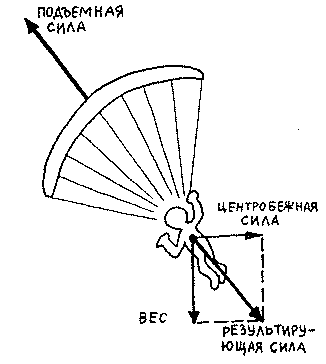 ПОДЪЕМНАЯ
СИЛА
ЦЕНТРОБЕЖНАЯ
СИЛА
ВЕС
РЕЗУЛЬТИРУ-
ЮЩАЯ СИЛА